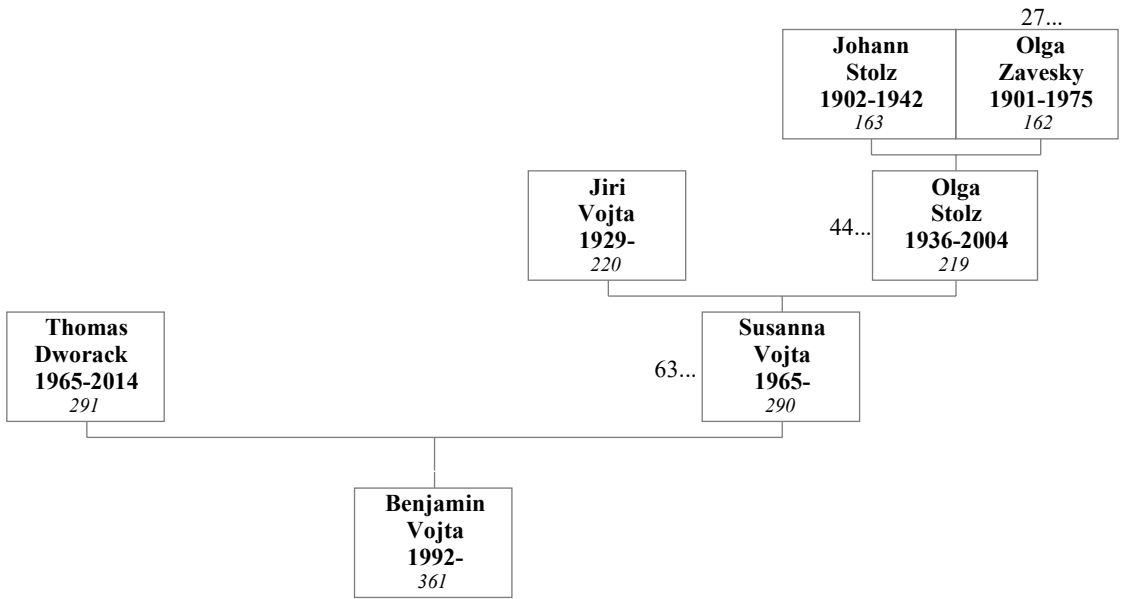 27...
Johann
Stolz
1902-1942
163
Olga
Zavesky
1901-1975
162
Jiri
Vojta
1929-
220
44...
Olga
Stolz
1936-2004
219
Thomas
Dworack
1965-2014
291
63...
Susanna
Vojta
1965-
290
Benjamin
Vojta
1992-
361